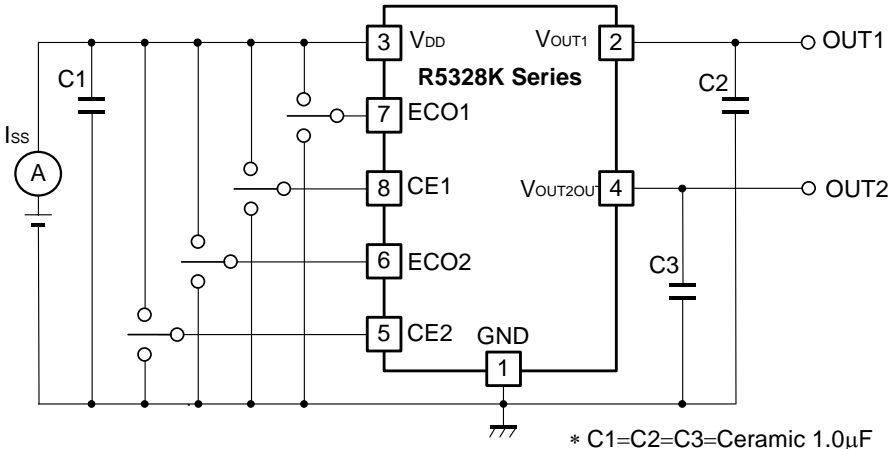 3 VDD VOUT1 2 OUT1
R5328K Series
C1 C2
7 ECO1
ISS
A
8 CE1 VOUT2OUT 4 OUT2
6 ECO2
C3
5 CE2
GND
1
* C1=C2=C3=Ceramic 1.0μF